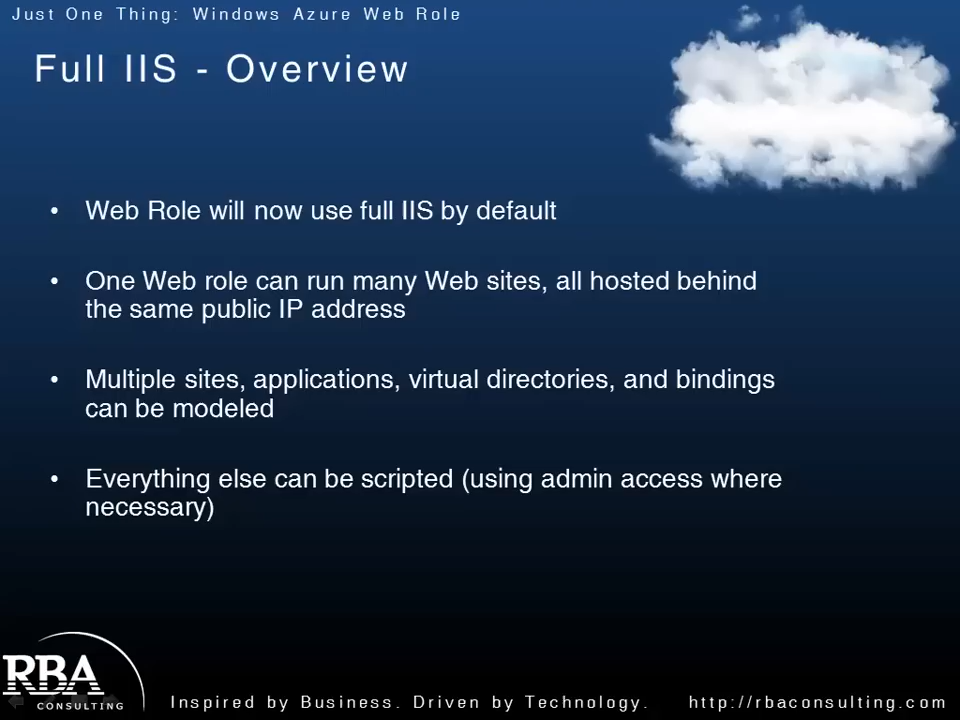 Just One Thing: Windows Azure Web Role
Full IIS - Overview
• Web Role will now use full IIS by default
• One Web role can run many Web sites, all hosted behind
the same public IP address
• Multiple sites, applications, virtual directories, and bindings
can be modeled
• Everything else can be scripted (using admin access where
necessary)
RBA
CONSULTING
Inspired by Business. Driven by Technology. http://rbaconsulting.com